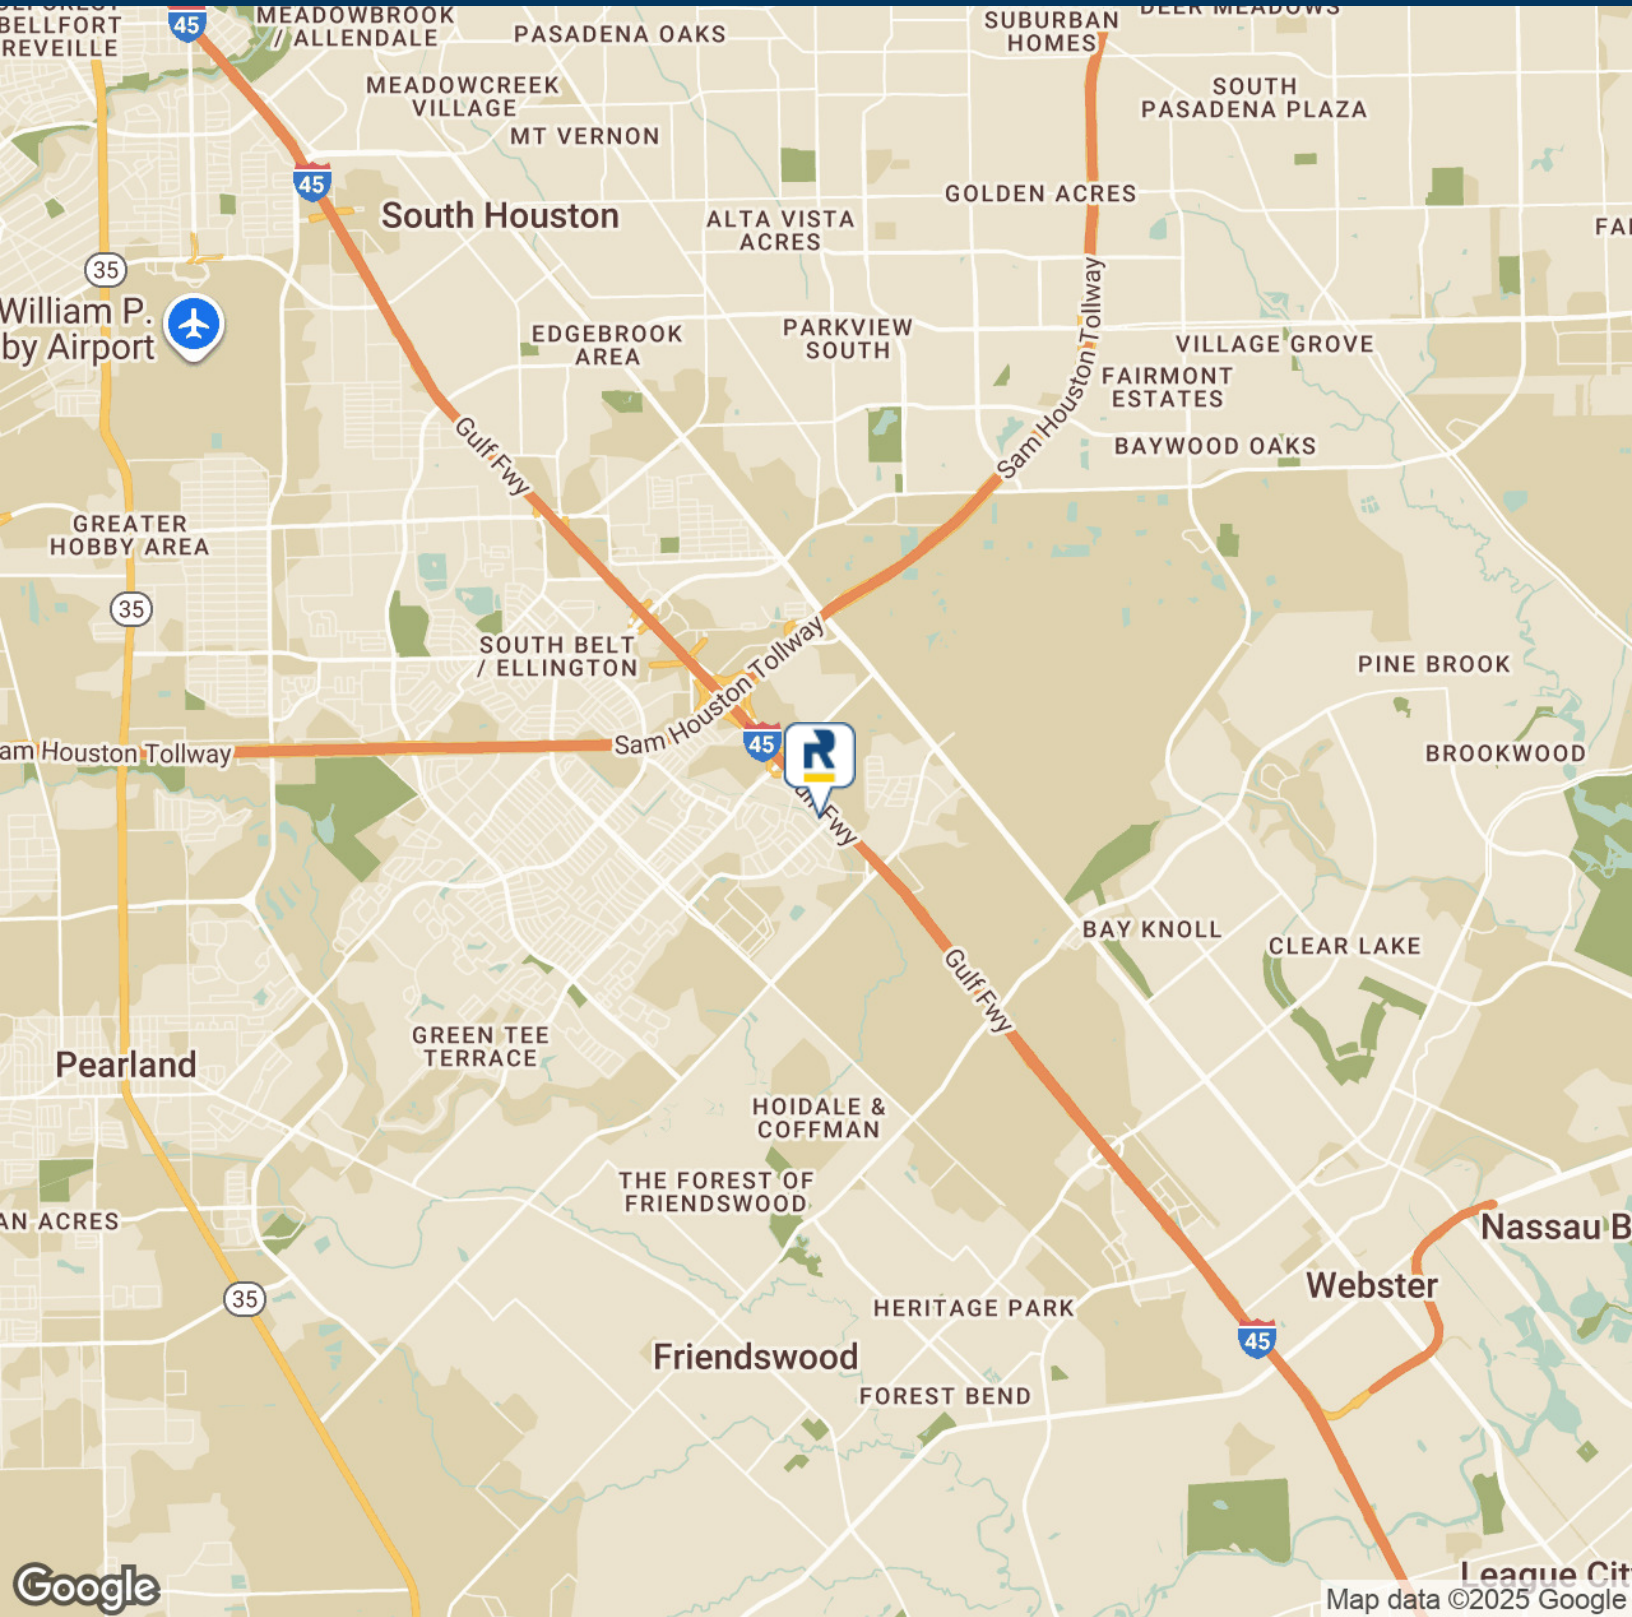 BELLFORT
REVEILLE
45
MEADOWBROOK
/ ALLENDALE
PASADENA OAKS
SUBURBAN
HOMES
DEER MEADOWS
MEADOWCREEK
VILLAGE
MT VERNON
SOUTH
PASADENA PLAZA
45
South Houston
GOLDEN ACRES
ALTA VISTA
ACRES
FAI
35
William P.
by Airport
EDGEBROOK
AREA
PARKVIEW
SOUTH
Sam Houston Tollway
VILLAGE GROVE
FAIRMONT
ESTATES
BAYWOOD OAKS
Gulf Fwy
GREATER
HOBBY AREA
35
SOUTH BELT
/ ELLINGTON
PINE BROOK
am Houston Tollway
Sam Houston Tollway
45
R
Fwy
BROOKWOOD
BAY KNOLL
CLEAR LAKE
Gulf Fwy
GREEN TEE
TERRACE
Pearland
HOIDALE &
COFFMAN
THE FOREST OF
FRIENDSWOOD
AN ACRES
Nassau B
Webster
35
HERITAGE PARK
45
Friendswood
FOREST BEND
League Cit
Google
Map data ©2025 Google